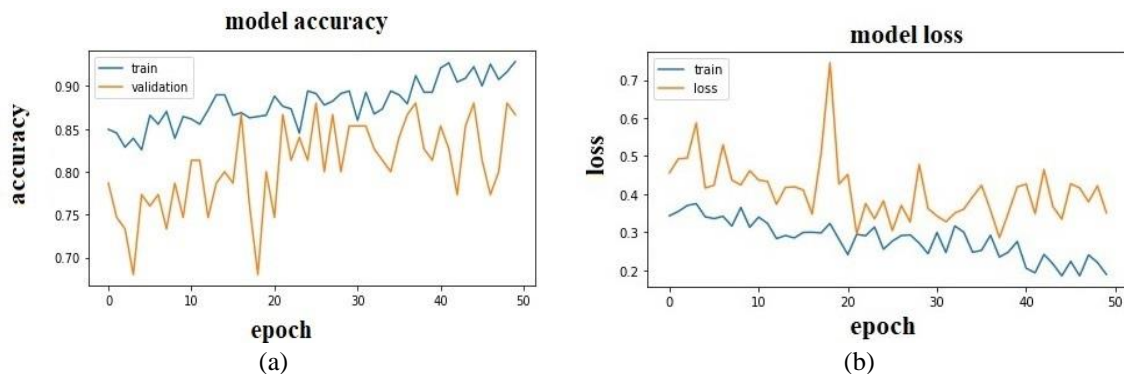 model accuracy
train
validation
0.90
0.85
0.80
0.75
0.70
accuracy
0 10 20 30 40 50
epoch
(a)
model loss
train
loss
0.7
0.6
0.5
0.4
0.3
0.2
loss
0 10 20 30 40 50
epoch
(b)